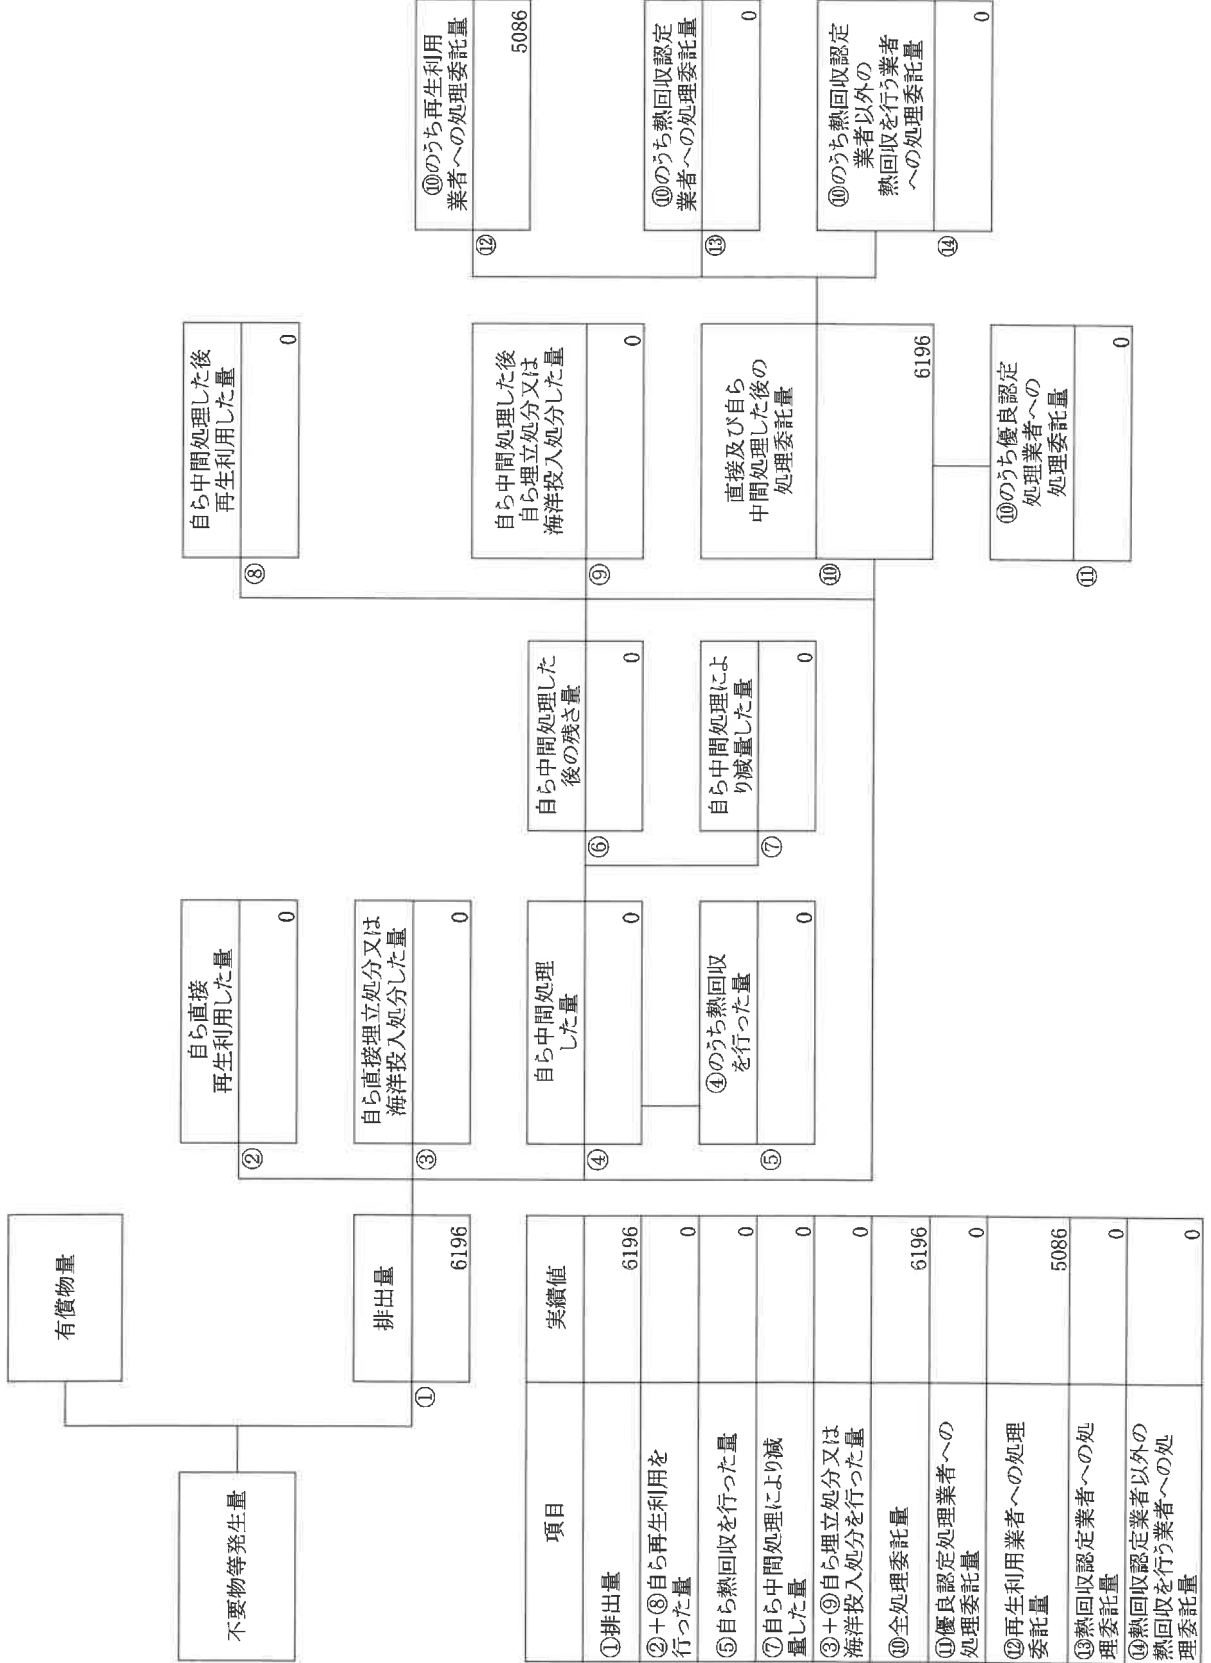 不要物等発生量
有償物量
①
排出量
6196
②
自ら直接
再生利用した量
0
③
自ら直接埋立処分又は
海洋投入処分した量
0
④
自ら中間処理
した量
0
⑤
④のうち熱回収
を行った量
0
⑥
自ら中間処理した
後の残さ量
0
⑦
自ら中間処理によ
り減量した量
0
⑧
自ら中間処理した後
再生利用した量
0
⑨
自ら中間処理した後
自ら埋立処分又は
海洋投入処分した量
0
⑩
直接及び自ら
中間処理した後の
処理委託量
6196
⑪
⑩のうち優良認定
処理業者への
処理委託量
0
⑫
⑩のうち再生利用
業者への処理委託量
5086
⑬
⑩のうち熱回収認定
業者への処理委託量
0
⑭
⑩のうち熱回収認定
業者以外の
熱回収を行う業者
への処理委託量
0
項目 実績値
①排出量 6196
②+⑧自ら再生利用を
行った量 0
⑤自ら熱回収を行った量 0
⑦自ら中間処理により減
量した量 0
③+⑨自ら埋立処分又は
海洋投入処分を行った量 0
⑩全処理委託量 6196
⑪優良認定処理業者への
処理委託量 0
⑫再生利用業者への処理
委託量 5086
⑬熱回収認定業者への処
理委託量 0
⑭熱回収認定業者以外の
熱回収を行う業者への処
理委託量 0